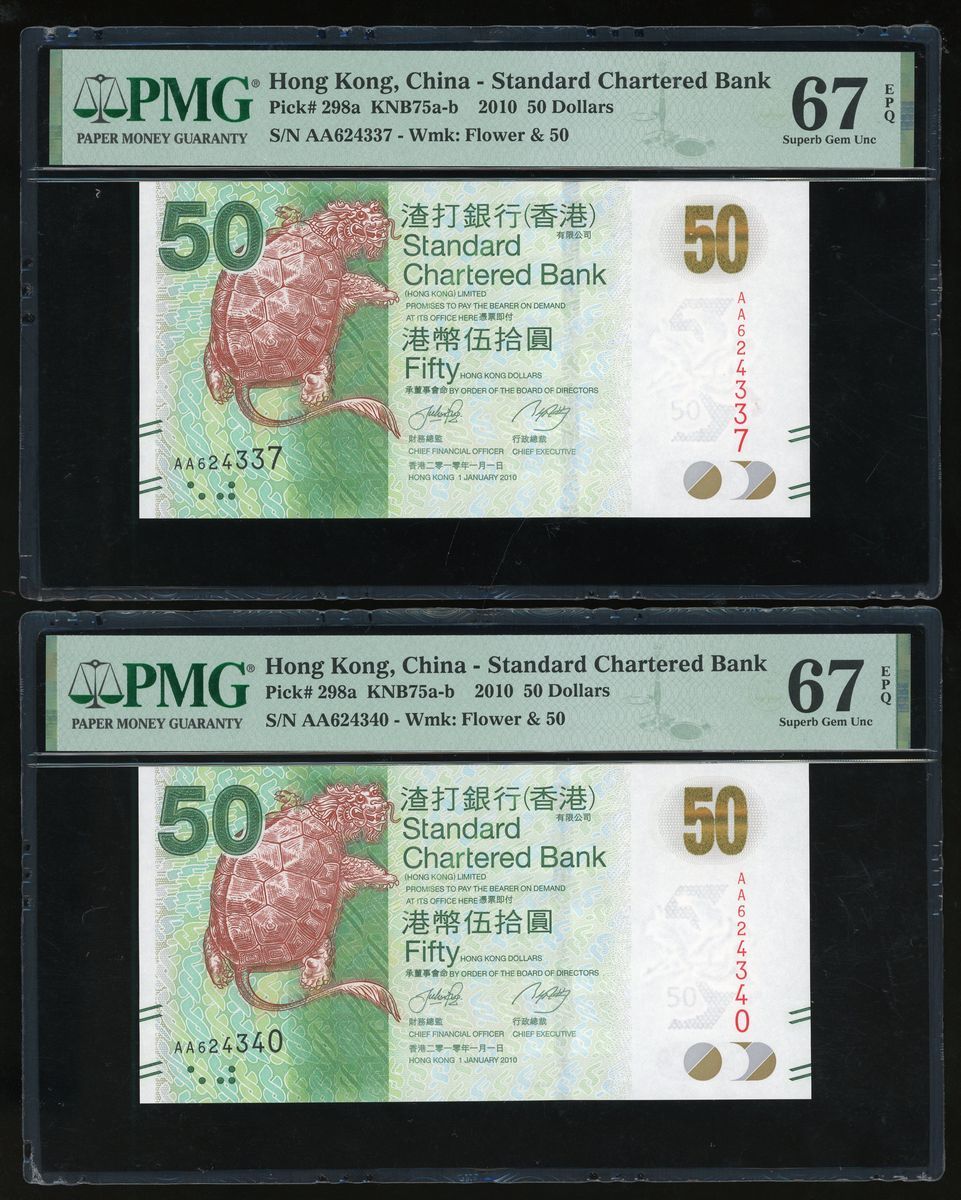 PMG®
PAPER MONEY GUARANTY
Hong Kong, China - Standard Chartered Bank
Pick# 298a KNB75a-b 2010 50 Dollars
S/N AA624337 - Wmk: Flower & 50
67
EPQ
Superb Gem Unc
50
渣打銀行(香港)
有限公司
Standard
Chartered Bank
(HONG KONG) LIMITED
PROMISES TO PAY THE BEARER ON DEMAND
AT ITS OFFICE HERE 憑票即付
港幣伍拾圓
Fifty HONG KONG DOLLARS
承董事會命 BY ORDER OF THE BOARD OF DIRECTORS
財務總監 行政總裁
CHIEF FINANCIAL OFFICER CHIEF EXECUTIVE
香港二零一零年一月一日
HONG KONG 1 JANUARY 2010
AA624337
50
AA624337
50
PMG®
PAPER MONEY GUARANTY
Hong Kong, China - Standard Chartered Bank
Pick# 298a KNB75a-b 2010 50 Dollars
S/N AA624340 - Wmk: Flower & 50
67
EPQ
Superb Gem Unc
50
渣打銀行(香港)
有限公司
Standard
Chartered Bank
(HONG KONG) LIMITED
PROMISES TO PAY THE BEARER ON DEMAND
AT ITS OFFICE HERE 憑票即付
港幣伍拾圓
Fifty HONG KONG DOLLARS
承董事會命 BY ORDER OF THE BOARD OF DIRECTORS
財務總監 行政總裁
CHIEF FINANCIAL OFFICER CHIEF EXECUTIVE
香港二〇一〇年一月一日
HONG KONG 1 JANUARY 2010
AA624340
50
AA624340
50